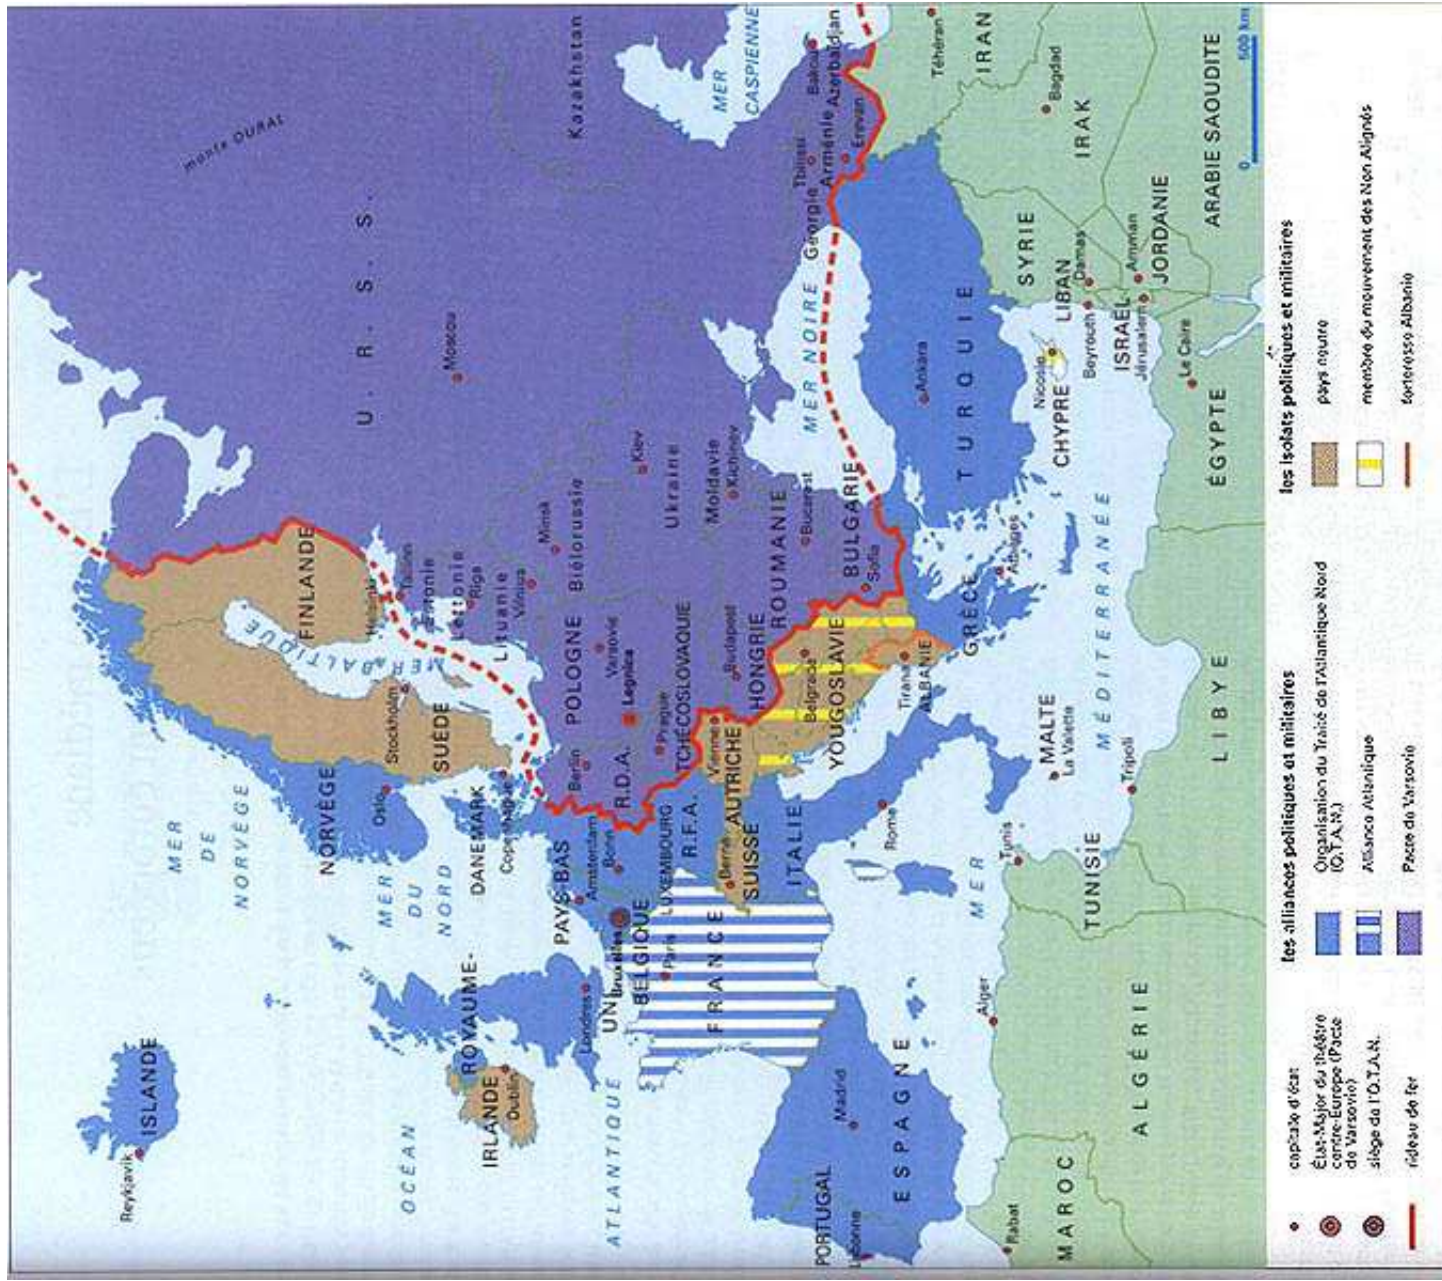 Reykjavik
ISLANDE
MER
DE
NORVÈGE
monts OURAL
U. R. S. S.
NORVÈGE
Oslo
SUÈDE
Stockholm
FINLANDE
Helsinki
MER BALTIQUE
Tallinn
Estonie
Lettonie
Riga
Lituanie
Vilnius
Moscou
Minsk
Biélorussie
Kiev
Ukraine
Moldavie
Kichinev
Kazakhstan
MER
CASPIENNE
Géorgie
Tbilissi
Arménie
Erevan
Azerbaïdjan
Bakou
OCÉAN
ATLANTIQUE
IRLANDE
Dublin
ROYAUME-
UNI
Londres
MER
DU
NORD
DANEMARK
Copenhague
PAYS-BAS
Amsterdam
Bruxelles
BELGIQUE
LUXEMBOURG
Bonn
R.F.A.
Berlin
R.D.A.
POLOGNE
Varsovie
Legnica
Prague
TCHÉCOSLOVAQUIE
Paris
FRANCE
Berne
SUISSE
Vienne
AUTRICHE
Budapest
HONGRIE
ROUMANIE
Bucarest
BULGARIE
Sofia
MER NOIRE
ITALIE
Rome
YOUGOSLAVIE
Belgrade
Tirana
ALBANIE
GRÈCE
Athènes
TURQUIE
Ankara
PORTUGAL
Lisbonne
ESPAGNE
Madrid
MER
MÉDITERRANÉE
MALTE
La Valette
CHYPRE
Nicosie
LIBAN
Beyrouth
SYRIE
Damas
ISRAËL
Jérusalem
Amman
JORDANIE
IRAK
Bagdad
IRAN
Téhéran
ARABIE SAOUDITE
Rabat
MAROC
Alger
ALGÉRIE
Tunis
TUNISIE
Tripoli
LIBYE
Le Caire
ÉGYPTE
0 500 km
capitale d'état
État-Major du théâtre
centre-Europe (Pacte
de Varsovie)
siège de l'O.T.A.N.
rideau de fer
les alliances politiques et militaires
Organisation du Traité de l'Atlantique Nord
(O.T.A.N.)
Alliance Atlantique
Pacte de Varsovie
les isolats politiques et militaires
pays neutre
membre du mouvement des Non Alignés
forteresse Albanie